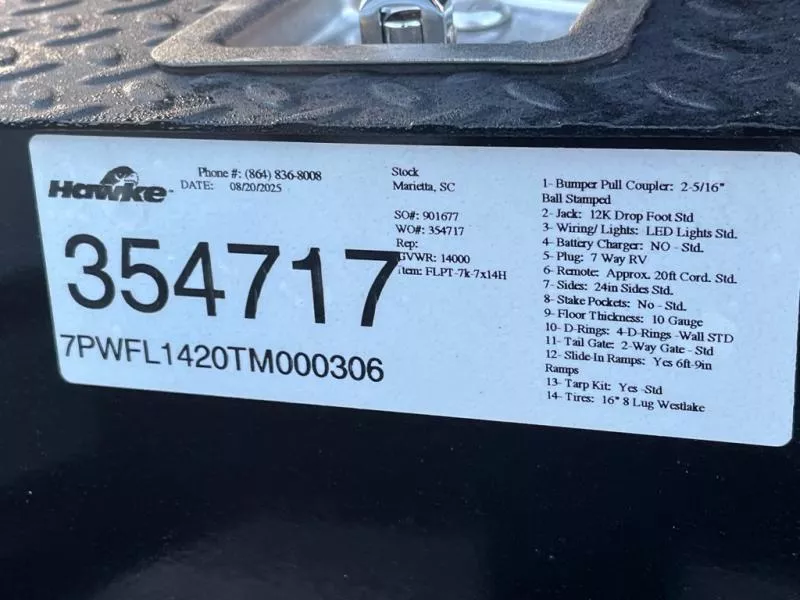 Hawke
Phone #: (864) 836-8008
DATE: 08/20/2025
354717
7PWFL1420TM000306
Stock
Marietta, SC
SO#: 901677
WO#: 354717
Rep:
GVWR: 14000
Item: FLPT-7k-7x14H
1- Bumper Pull Coupler: 2-5/16"
Ball Stamped
2- Jack: 12K Drop Foot Std
3- Wiring/ Lights: LED Lights Std.
4- Battery Charger: NO - Std.
5- Plug: 7 Way RV
6- Remote: Approx. 20ft Cord. Std.
7- Sides: 24in Sides Std.
8- Stake Pockets: No - Std.
9- Floor Thickness: 10 Gauge
10- D-Rings: 4-D-Rings -Wall STD
11- Tail Gate: 2-Way Gate - Std
12- Slide-In Ramps: Yes 6ft-9in
Ramps
13- Tarp Kit: Yes -Std
14- Tires: 16" 8 Lug Westlake